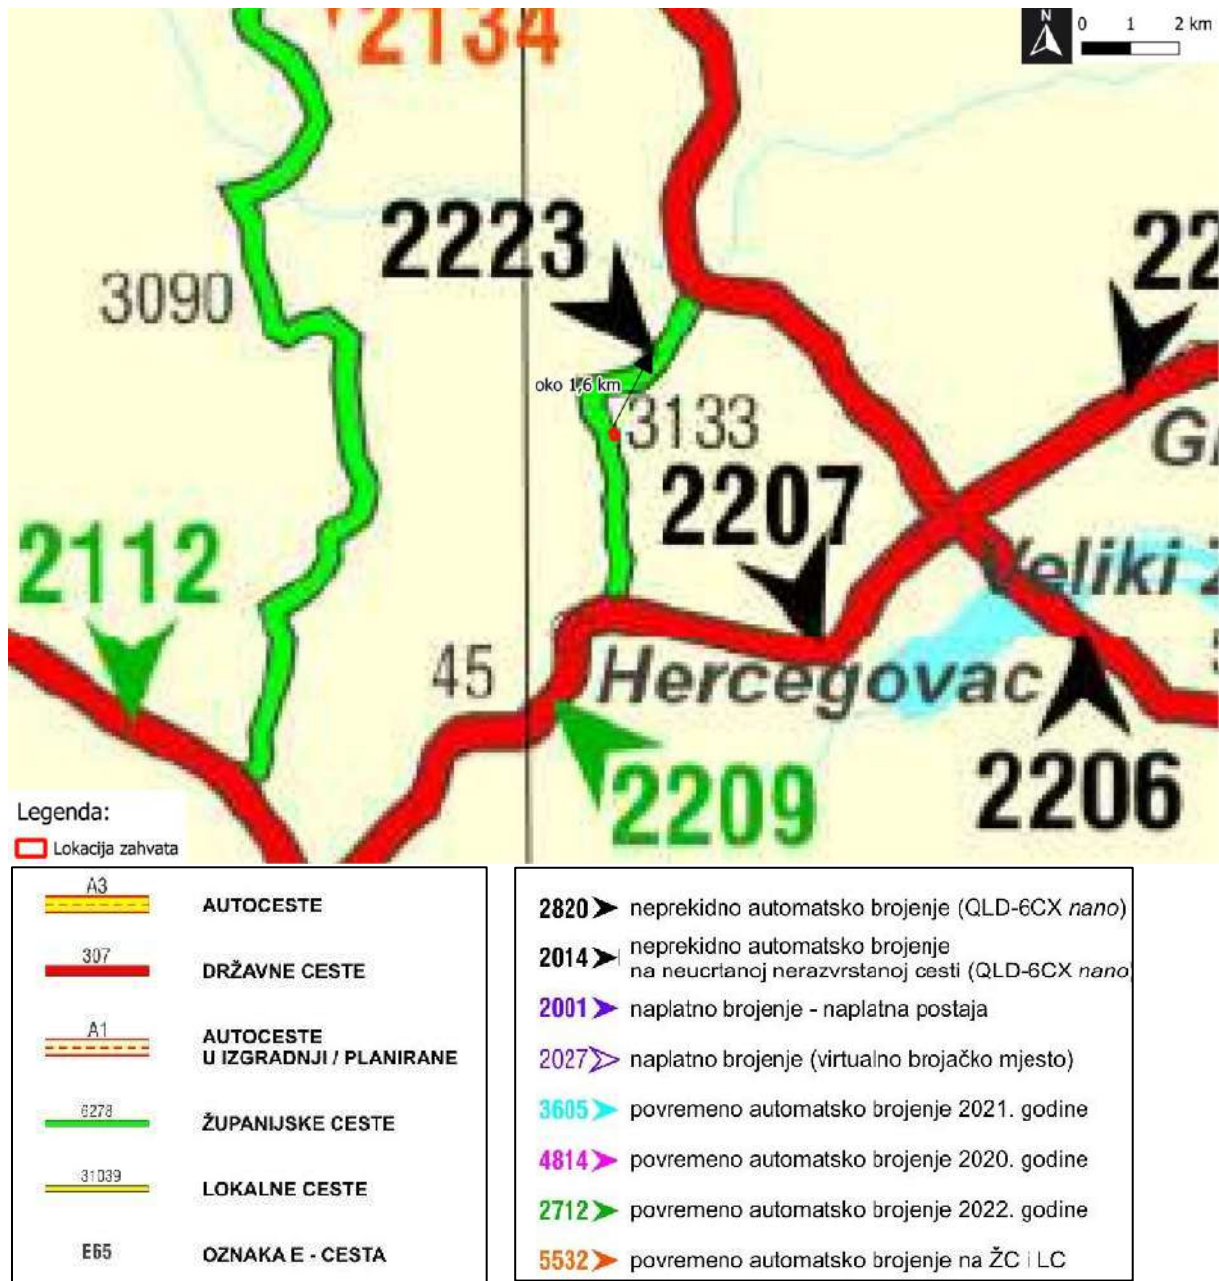 N
0 1 2 km
2134
2223
22
3090
oko 1,6 km
3133
2207
2112
Veliki
45
Hercegovac
2209
2206
Legenda:
Lokacija zahvata
A3
AUTOCESTE
307
DRŽAVNE CESTE
A1
AUTOCESTE
U IZGRADNJI / PLANIRANE
6278
ŽUPANIJSKE CESTE
31039
LOKALNE CESTE
E65
OZNAKA E - CESTA
2820 neprekidno automatsko brojenje (QLD-6CX nano)
2014 neprekidno automatsko brojenje
na neucrtanoj nerazvrstanoj cesti (QLD-6CX nano)
2001 naplatno brojenje - naplatna postaja
2027 naplatno brojenje (virtualno brojačko mjesto)
3605 povremeno automatsko brojenje 2021. godine
4814 povremeno automatsko brojenje 2020. godine
2712 povremeno automatsko brojenje 2022. godine
5532 povremeno automatsko brojenje na ŽC i LC